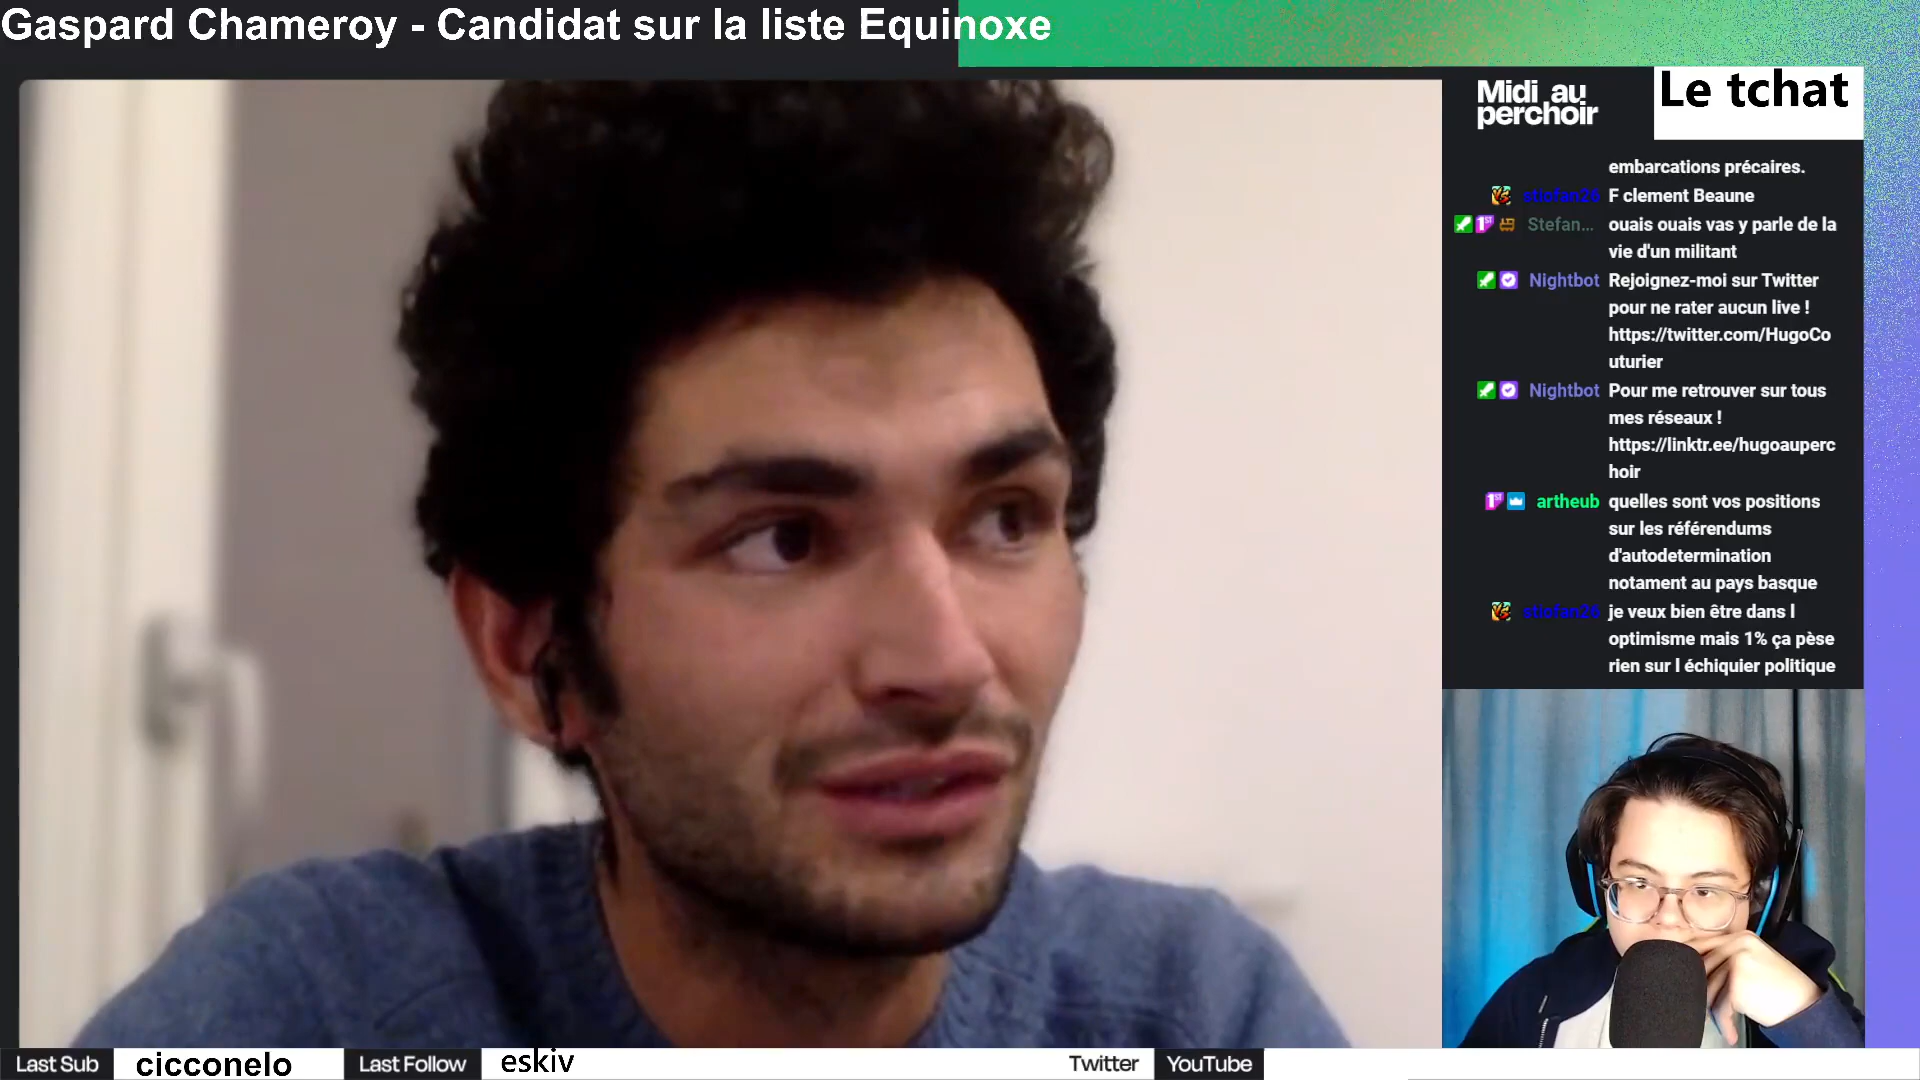 Gaspard Chameroy - Candidat sur la liste Equinoxe
Midi au
perchoir
Le tchat
embarcations précaires.
stiofan26 F clement Beaune
Stefan... ouais ouais vas y parle de la
vie d'un militant
Nightbot Rejoignez-moi sur Twitter
pour ne rater aucun live !
https://twitter.com/HugoCo
uturier
Nightbot Pour me retrouver sur tous
mes réseaux !
https://linktr.ee/hugoauperc
hoir
artheub quelles sont vos positions
sur les référendums
d'autodetermination
notament au pays basque
stiofan26 je veux bien être dans l
optimisme mais 1% ça pèse
rien sur l échiquier politique
Last Sub cicconelo Last Follow eskiv Twitter YouTube